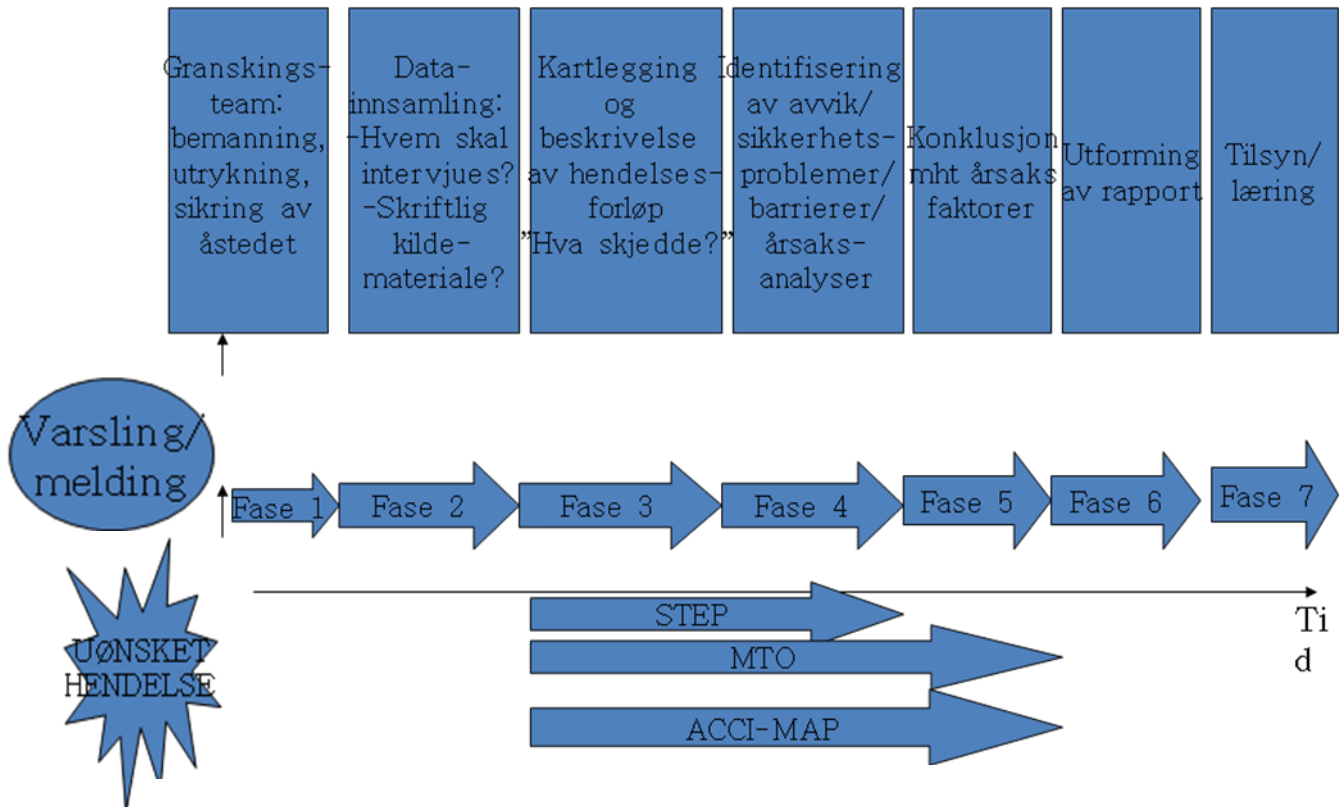 Granskings-
team:
bemanning,
utrykning,
sikring av
åstedet
Data-
innsamling:
-Hvem skal
intervjues?
-Skriftlig
kilde-
materiale?
Kartlegging
og
beskrivelse
av hendelses-
forløp
"Hva skjedde?"
Identifisering
av avvik/
sikkerhets-
problemer/
barrierer/
årsaks-
analyser
Konklusjon
mht årsaks
faktorer
Utforming
av rapport
Tilsyn/
læring
Varsling/
melding
Fase 1
Fase 2
Fase 3
Fase 4
Fase 5
Fase 6
Fase 7
UØNSKET
HENDELSE
STEP
MTO
ACCI-MAP
Ti
d